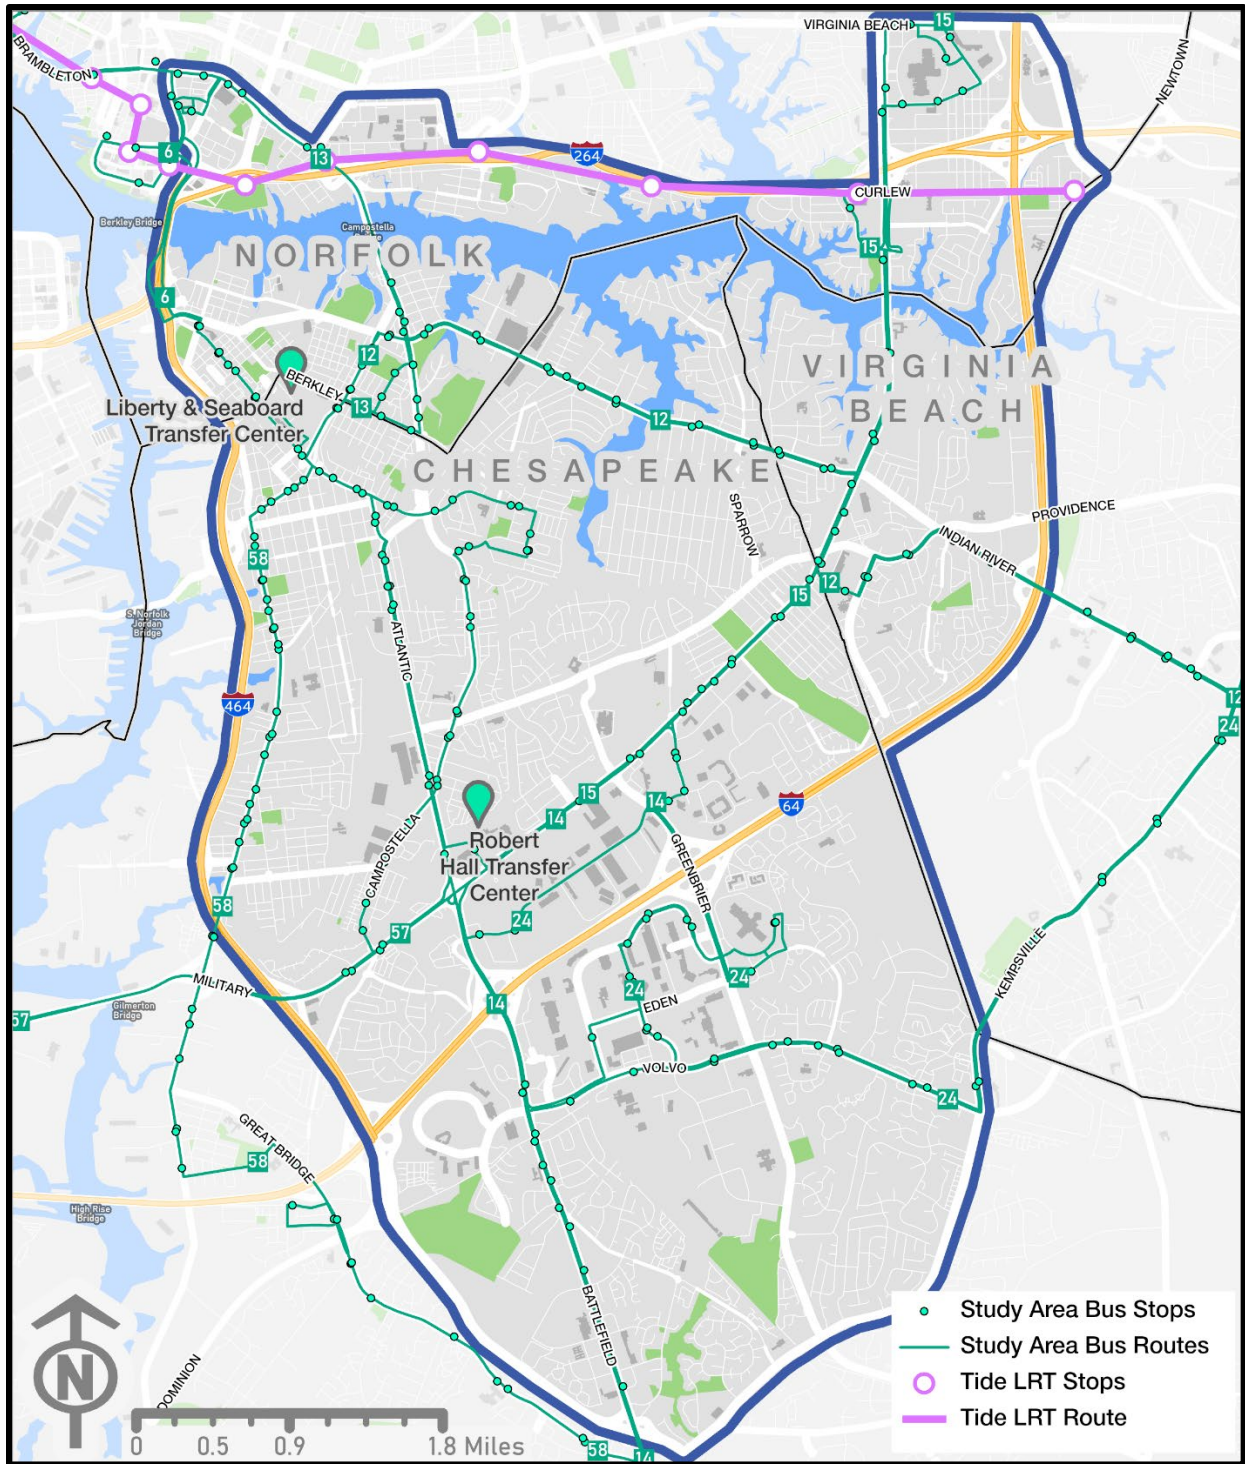 VIRGINIA BEACH
15
BRAMBLETON
NEWTOWN
6
13
264
CURLEW
Berkley Bridge
Campostella
NORFOLK
15
6
12
VIRGINIA
BEACH
BERKLEY
13
Liberty & Seaboard
Transfer Center
12
CHESAPEAKE
SPARROW
PROVIDENCE
INDIAN RIVER
58
12
15
S. Norfolk
Jordan
Bridge
ATLANTIC
464
12
24
15
14
14
64
CAMPOSTELLA
Robert
Hall Transfer
Center
GREENBRIER
58
24
57
KEMPSVILLE
MILITARY
24
24
14
EDEN
57
Gilmerton
Bridge
VOLVO
24
GREAT BRIDGE
58
High Rise
Bridge
BATTLEFIELD
DOMINION
N
0 0.5 0.9 1.8 Miles
58
14
Study Area Bus Stops
Study Area Bus Routes
Tide LRT Stops
Tide LRT Route